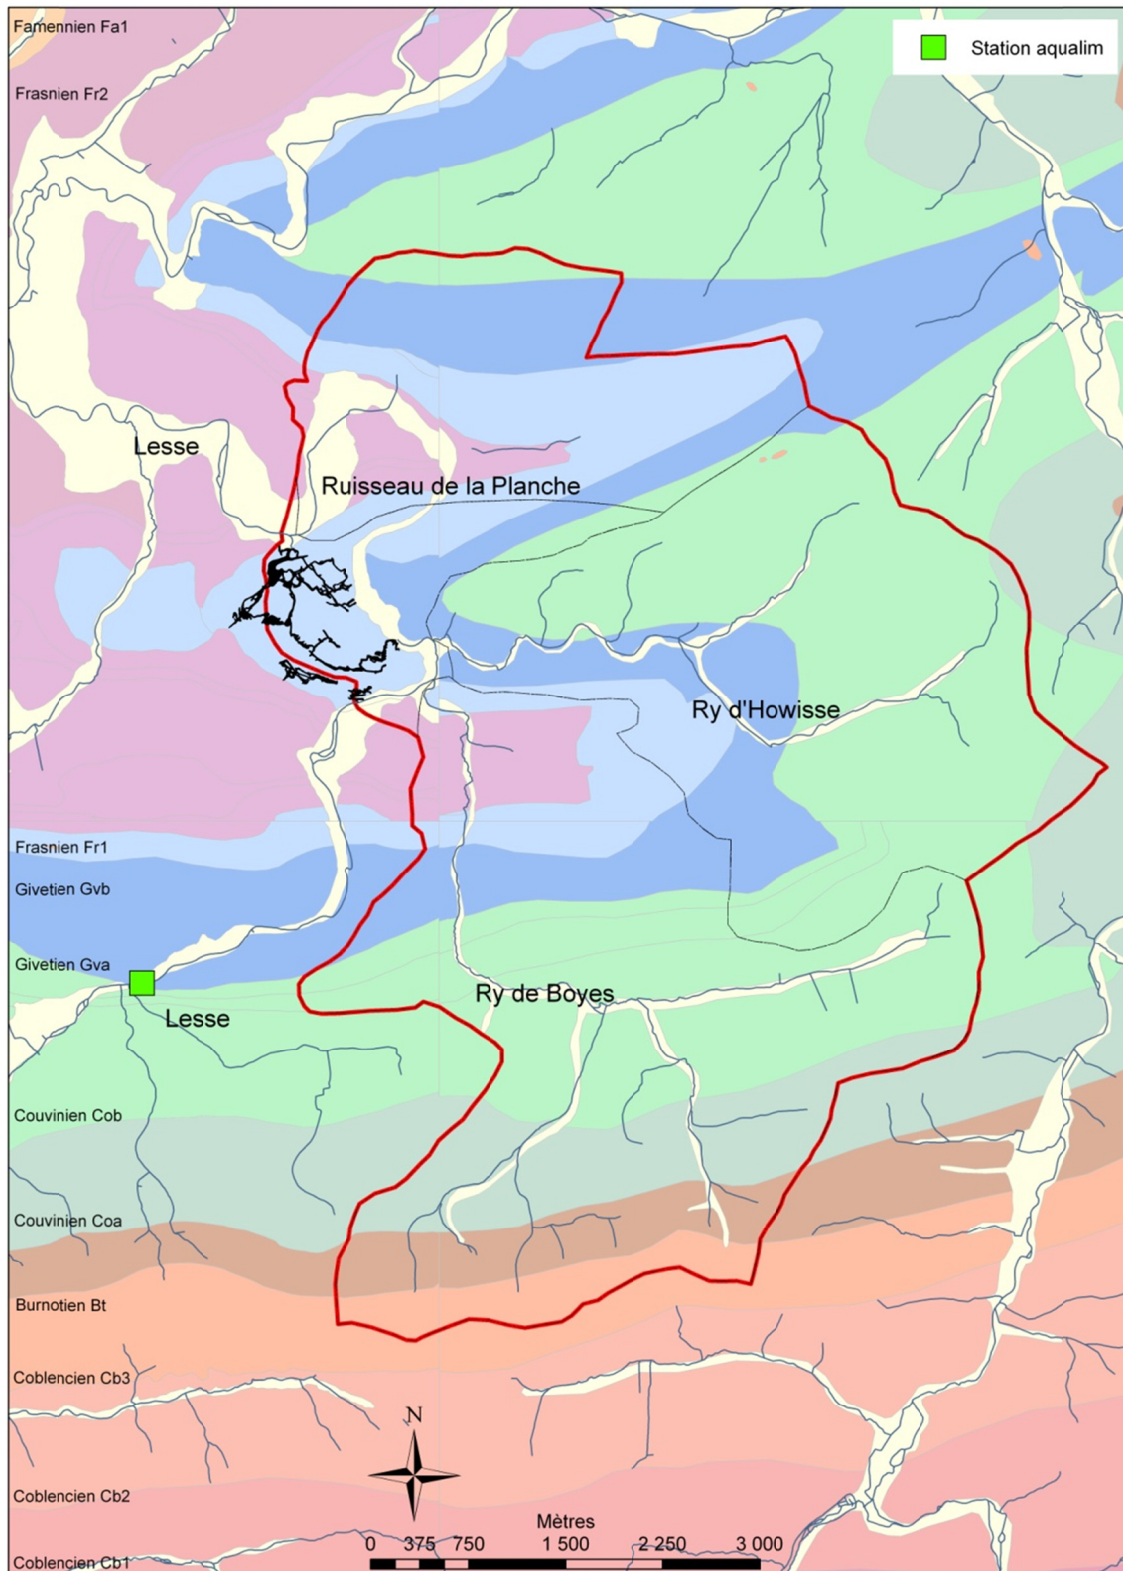 Famennien Fa1
Station aqualim
Frasnien Fr2
Lesse
Ruisseau de la Planche
Ry d'Howisse
Frasnien Fr1
Givetien Gvb
Givetien Gva
Ry de Boyes
Lesse
Couvinien Cob
Couvinien Coa
Burnotien Bt
Coblencien Cb3
N
Coblencien Cb2
Mètres
0 375 750 1 500 2 250 3 000
Coblencien Cb1